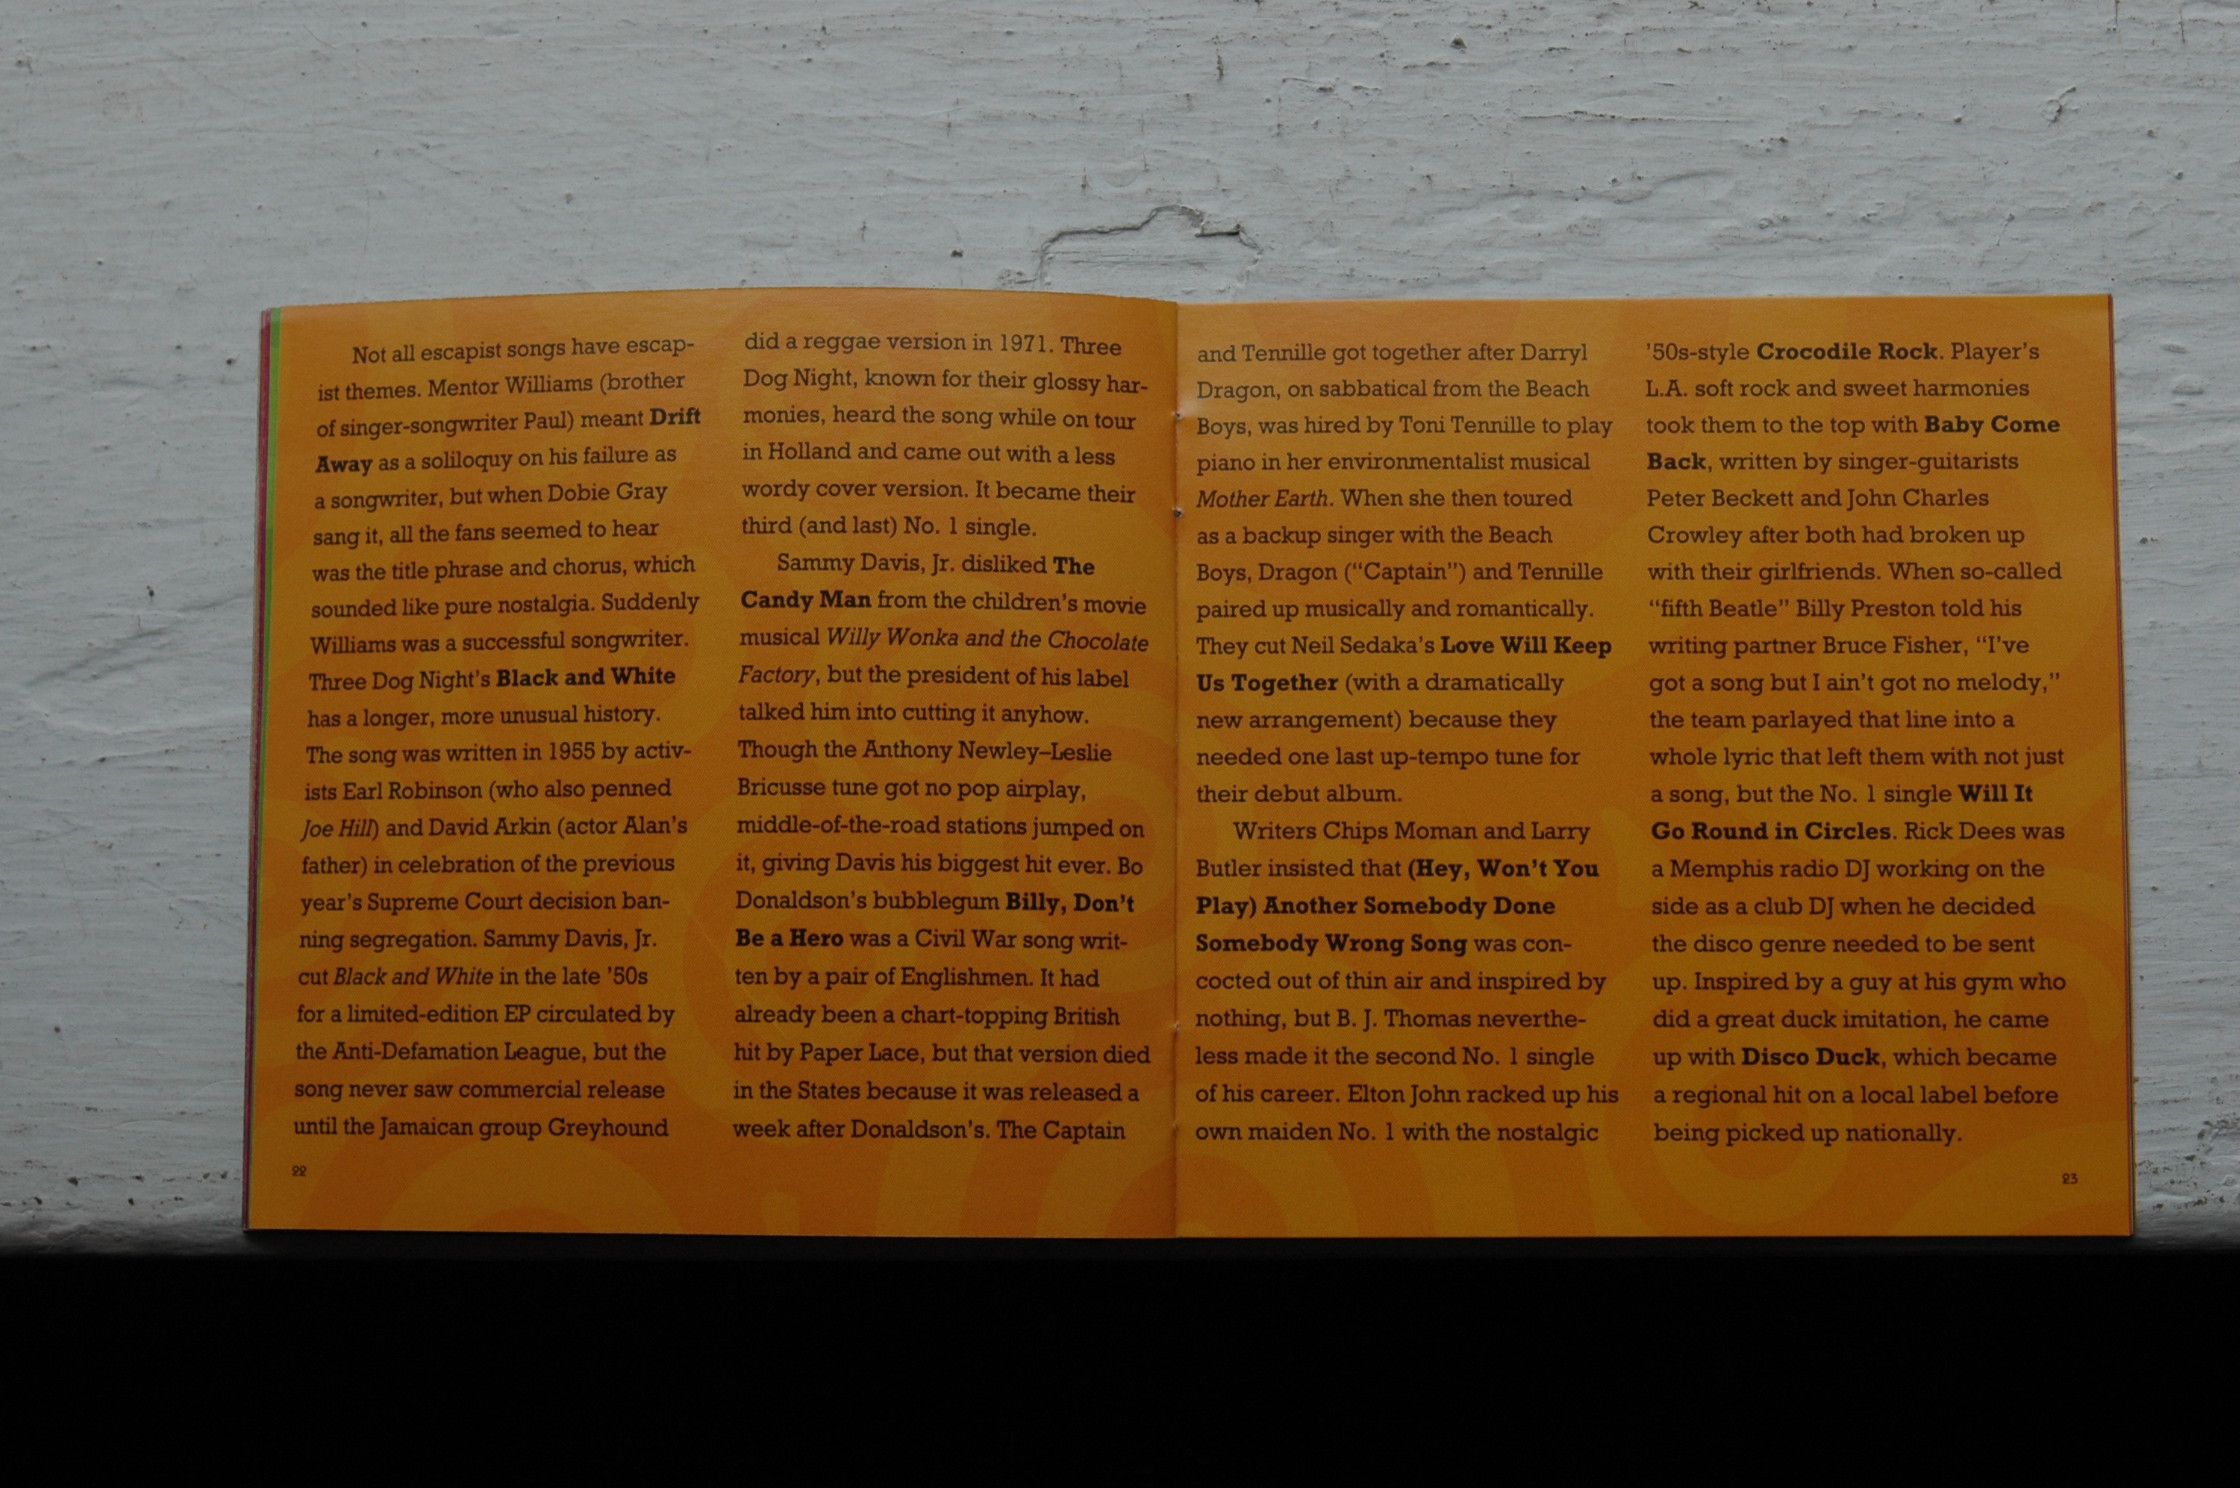 Not all escapist songs have escap-
ist themes. Mentor Williams (brother
of singer-songwriter Paul) meant Drift
Away as a soliloquy on his failure as
a songwriter, but when Dobie Gray
sang it, all the fans seemed to hear
was the title phrase and chorus, which
sounded like pure nostalgia. Suddenly
Williams was a successful songwriter.
Three Dog Night's Black and White
has a longer, more unusual history.
The song was written in 1955 by activ-
ists Earl Robinson (who also penned
Joe Hill) and David Arkin (actor Alan's
father) in celebration of the previous
year's Supreme Court decision ban-
ning segregation. Sammy Davis, Jr.
cut Black and White in the late '50s
for a limited-edition EP circulated by
the Anti-Defamation League, but the
song never saw commercial release
until the Jamaican group Greyhound
22
did a reggae version in 1971. Three
Dog Night, known for their glossy har-
monies, heard the song while on tour
in Holland and came out with a less
wordy cover version. It became their
third (and last) No. 1 single.
Sammy Davis, Jr. disliked The
Candy Man from the children's movie
musical Willy Wonka and the Chocolate
Factory, but the president of his label
talked him into cutting it anyhow.
Though the Anthony Newley–Leslie
Bricusse tune got no pop airplay,
middle-of-the-road stations jumped on
it, giving Davis his biggest hit ever. Bo
Donaldson's bubblegum Billy, Don't
Be a Hero was a Civil War song writ-
ten by a pair of Englishmen. It had
already been a chart-topping British
hit by Paper Lace, but that version died
in the States because it was released a
week after Donaldson's. The Captain
and Tennille got together after Darryl
Dragon, on sabbatical from the Beach
Boys, was hired by Toni Tennille to play
piano in her environmentalist musical
Mother Earth. When she then toured
as a backup singer with the Beach
Boys, Dragon ("Captain") and Tennille
paired up musically and romantically.
They cut Neil Sedaka's Love Will Keep
Us Together (with a dramatically
new arrangement) because they
needed one last up-tempo tune for
their debut album.
Writers Chips Moman and Larry
Butler insisted that (Hey, Won't You
Play) Another Somebody Done
Somebody Wrong Song was con-
cocted out of thin air and inspired by
nothing, but B. J. Thomas neverthe-
less made it the second No. 1 single
of his career. Elton John racked up his
own maiden No. 1 with the nostalgic
'50s-style Crocodile Rock. Player's
L.A. soft rock and sweet harmonies
took them to the top with Baby Come
Back, written by singer-guitarists
Peter Beckett and John Charles
Crowley after both had broken up
with their girlfriends. When so-called
"fifth Beatle" Billy Preston told his
writing partner Bruce Fisher, "I've
got a song but I ain't got no melody,"
the team parlayed that line into a
whole lyric that left them with not just
a song, but the No. 1 single Will It
Go Round in Circles. Rick Dees was
a Memphis radio DJ working on the
side as a club DJ when he decided
the disco genre needed to be sent
up. Inspired by a guy at his gym who
did a great duck imitation, he came
up with Disco Duck, which became
a regional hit on a local label before
being picked up nationally.
23